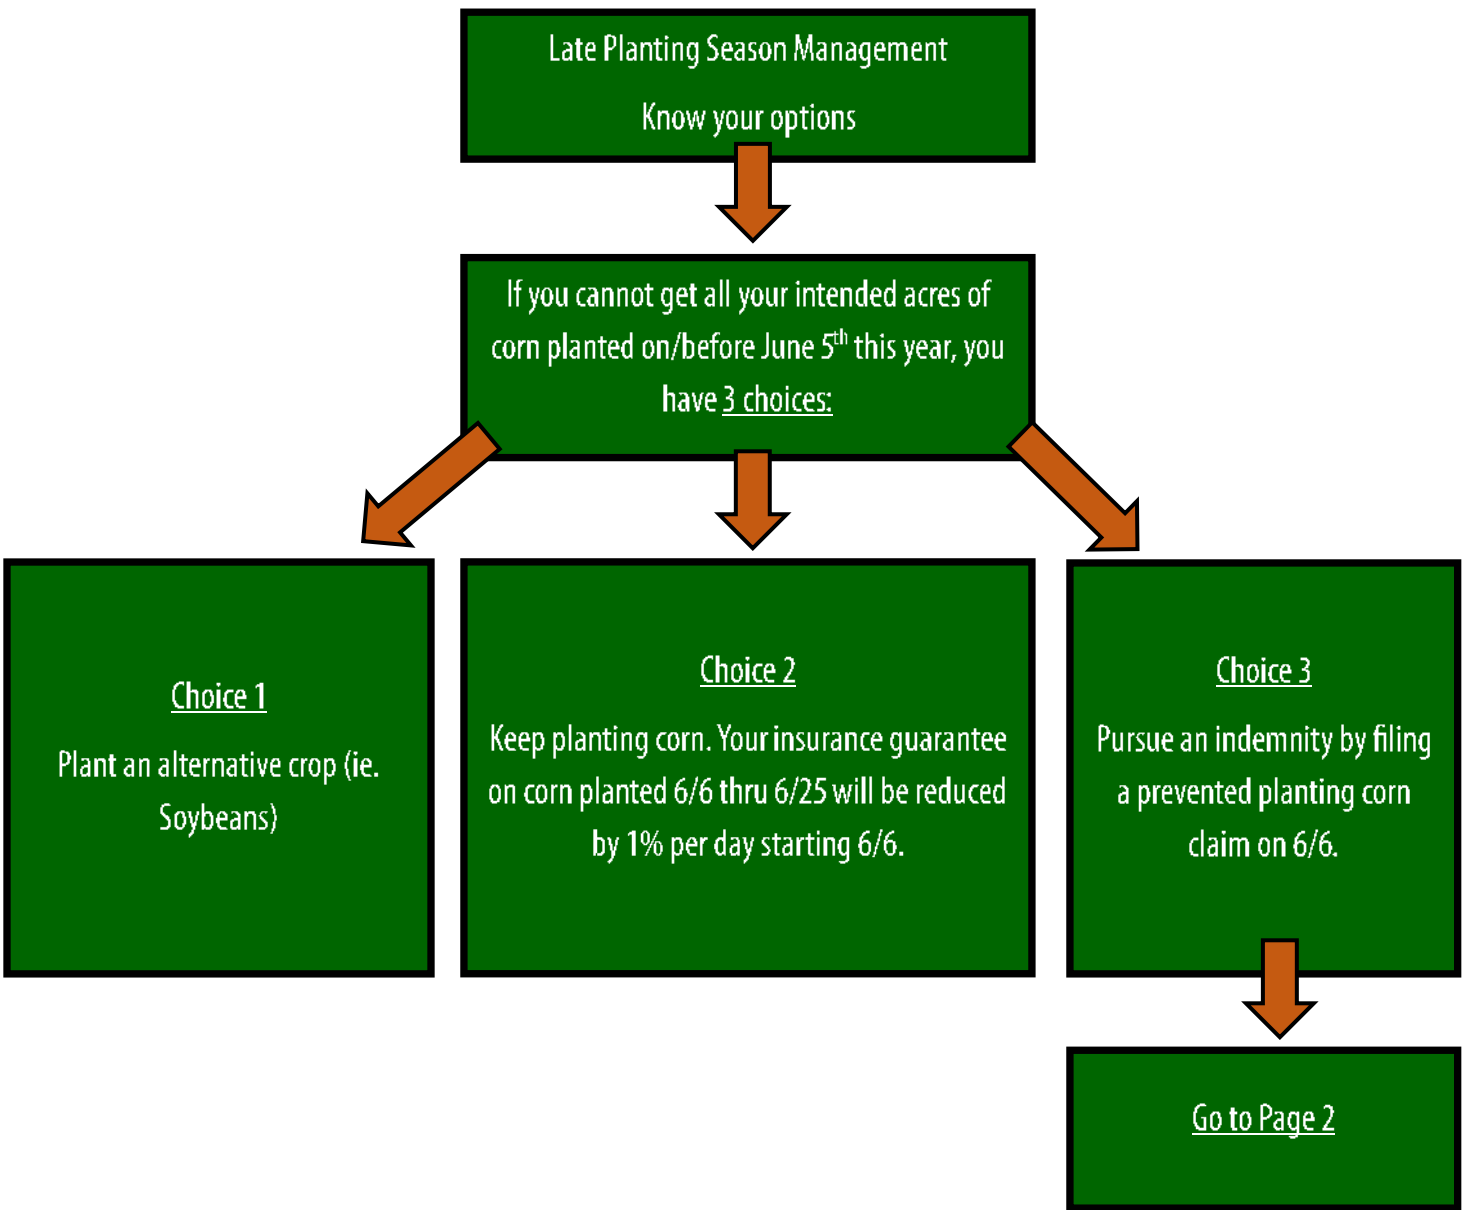 Late Planting Season Management
Know your options
If you cannot get all your intended acres of
corn planted on/before June 5th this year, you
have 3 choices:
Choice 1
Plant an alternative crop (ie.
Soybeans)
Choice 2
Keep planting corn. Your insurance guarantee
on corn planted 6/6 thru 6/25 will be reduced
by 1% per day starting 6/6.
Choice 3
Pursue an indemnity by filing
a prevented planting corn
claim on 6/6.
Go to Page 2